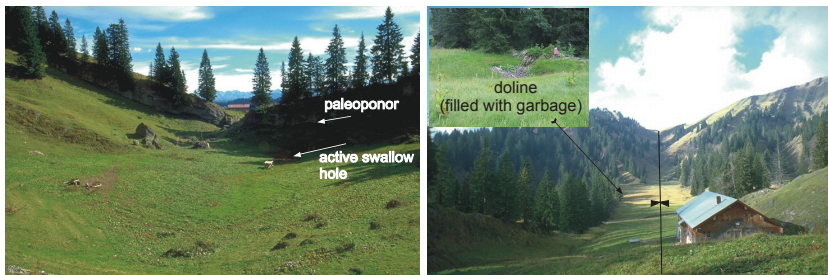 paleoponor
active swallow
hole
doline
(filled with garbage)